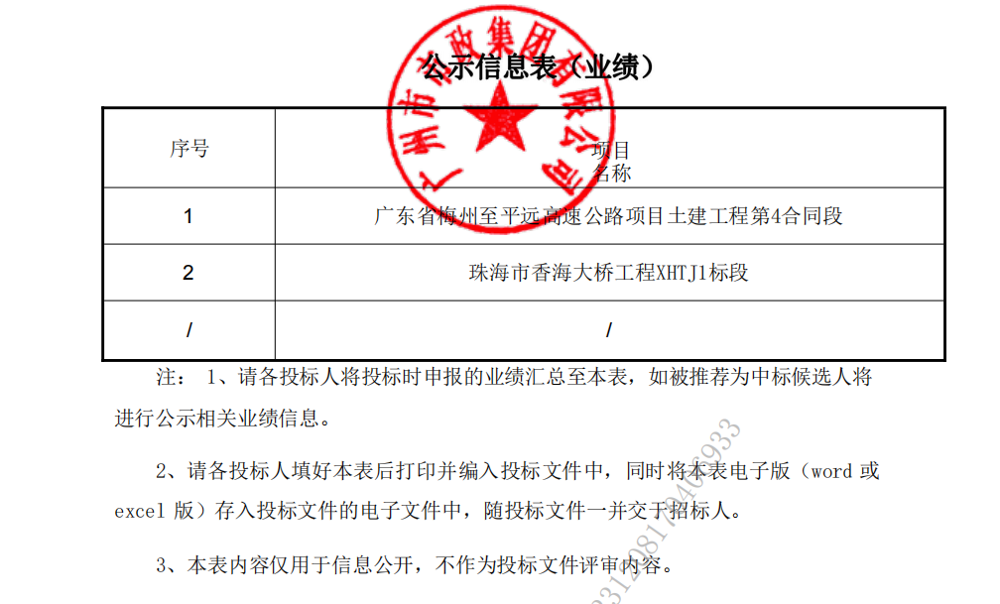 广州市市政集团有限公司
公示信息表（业绩）
序号
项目
名称
1
广东省梅州至平远高速公路项目土建工程第4合同段
2
珠海市香海大桥工程XHTJ1标段
/
/
注： 1、请各投标人将投标时申报的业绩汇总至本表，如被推荐为中标候选人将
进行公示相关业绩信息。
2、请各投标人填好本表后打印并编入投标文件中，同时将本表电子版（word 或
excel 版）存入投标文件的电子文件中，随投标文件一并交于招标人。
3、本表内容仅用于信息公开，不作为投标文件评审内容。